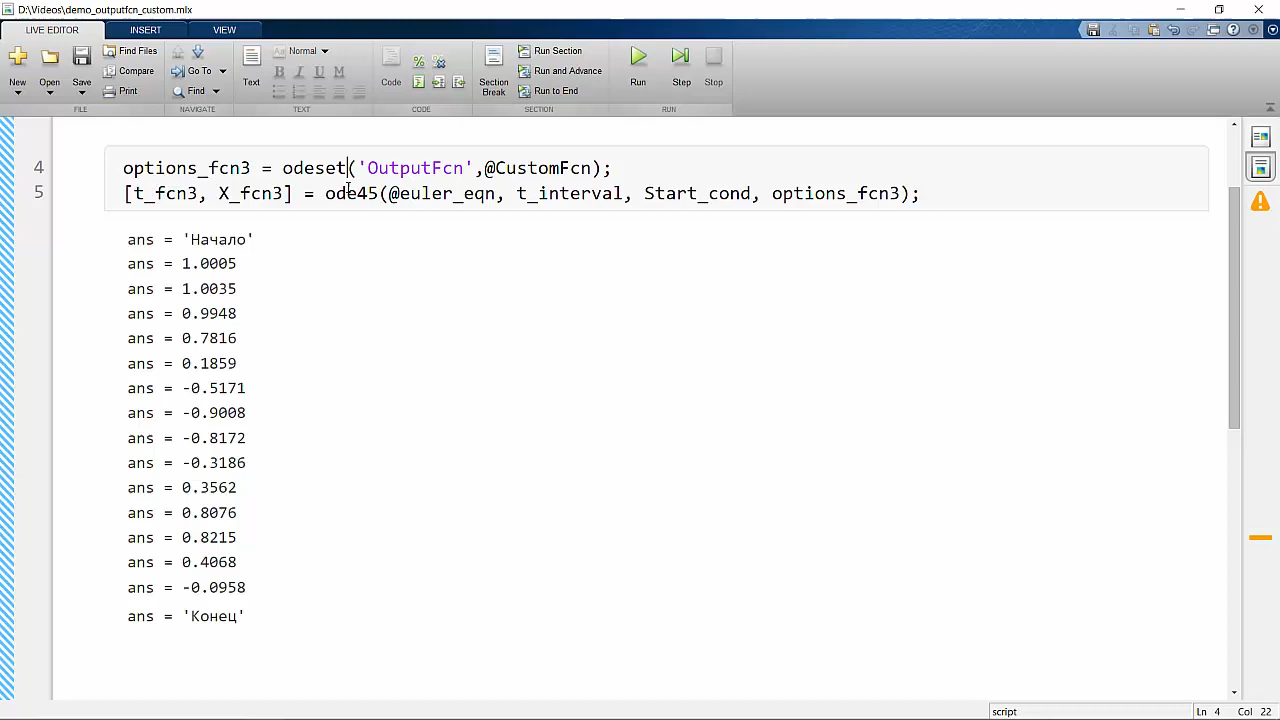 D:\Videos\demo_outputfcn_custom.mlx
LIVE EDITOR INSERT VIEW
New Open Save Find Files Compare Print
FILE
Go To Find
NAVIGATE
Text Normal B I U M
TEXT
Code
CODE
Section Break Run Section Run and Advance Run to End
SECTION
Run Step Stop
RUN
4 options_fcn3 = odeset('OutputFcn',@CustomFcn);
5 [t_fcn3, X_fcn3] = ode45(@euler_eqn, t_interval, Start_cond, options_fcn3);
ans = 'Начало'
ans = 1.0005
ans = 1.0035
ans = 0.9948
ans = 0.7816
ans = 0.1859
ans = -0.5171
ans = -0.9008
ans = -0.8172
ans = -0.3186
ans = 0.3562
ans = 0.8076
ans = 0.8215
ans = 0.4068
ans = -0.0958
ans = 'Конец'
script Ln 4 Col 22